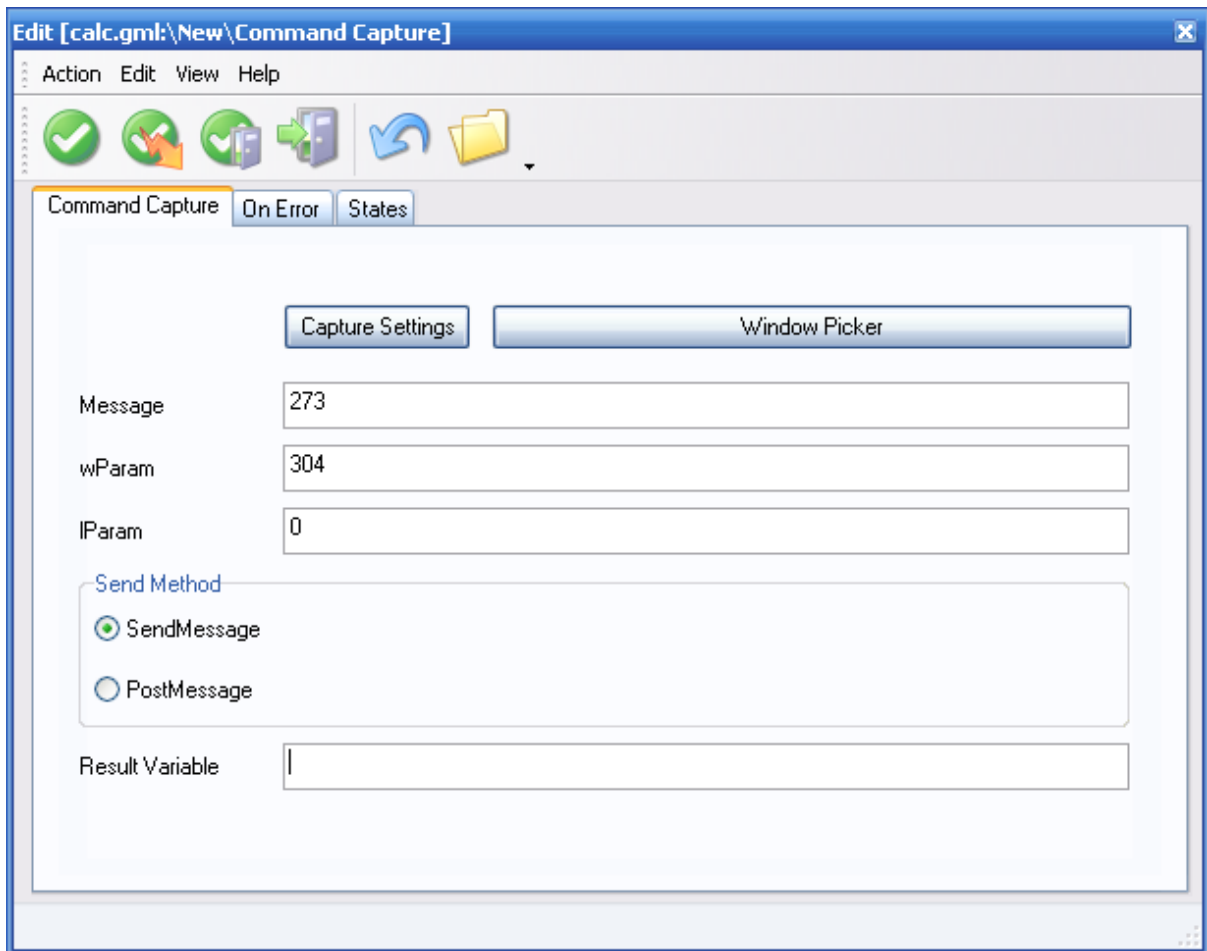 Edit [calc.gml:\New\Command Capture]
Action Edit View Help
Command Capture On Error States
Capture Settings Window Picker
Message 273
wParam 304
lParam 0
Send Method
SendMessage
PostMessage
Result Variable